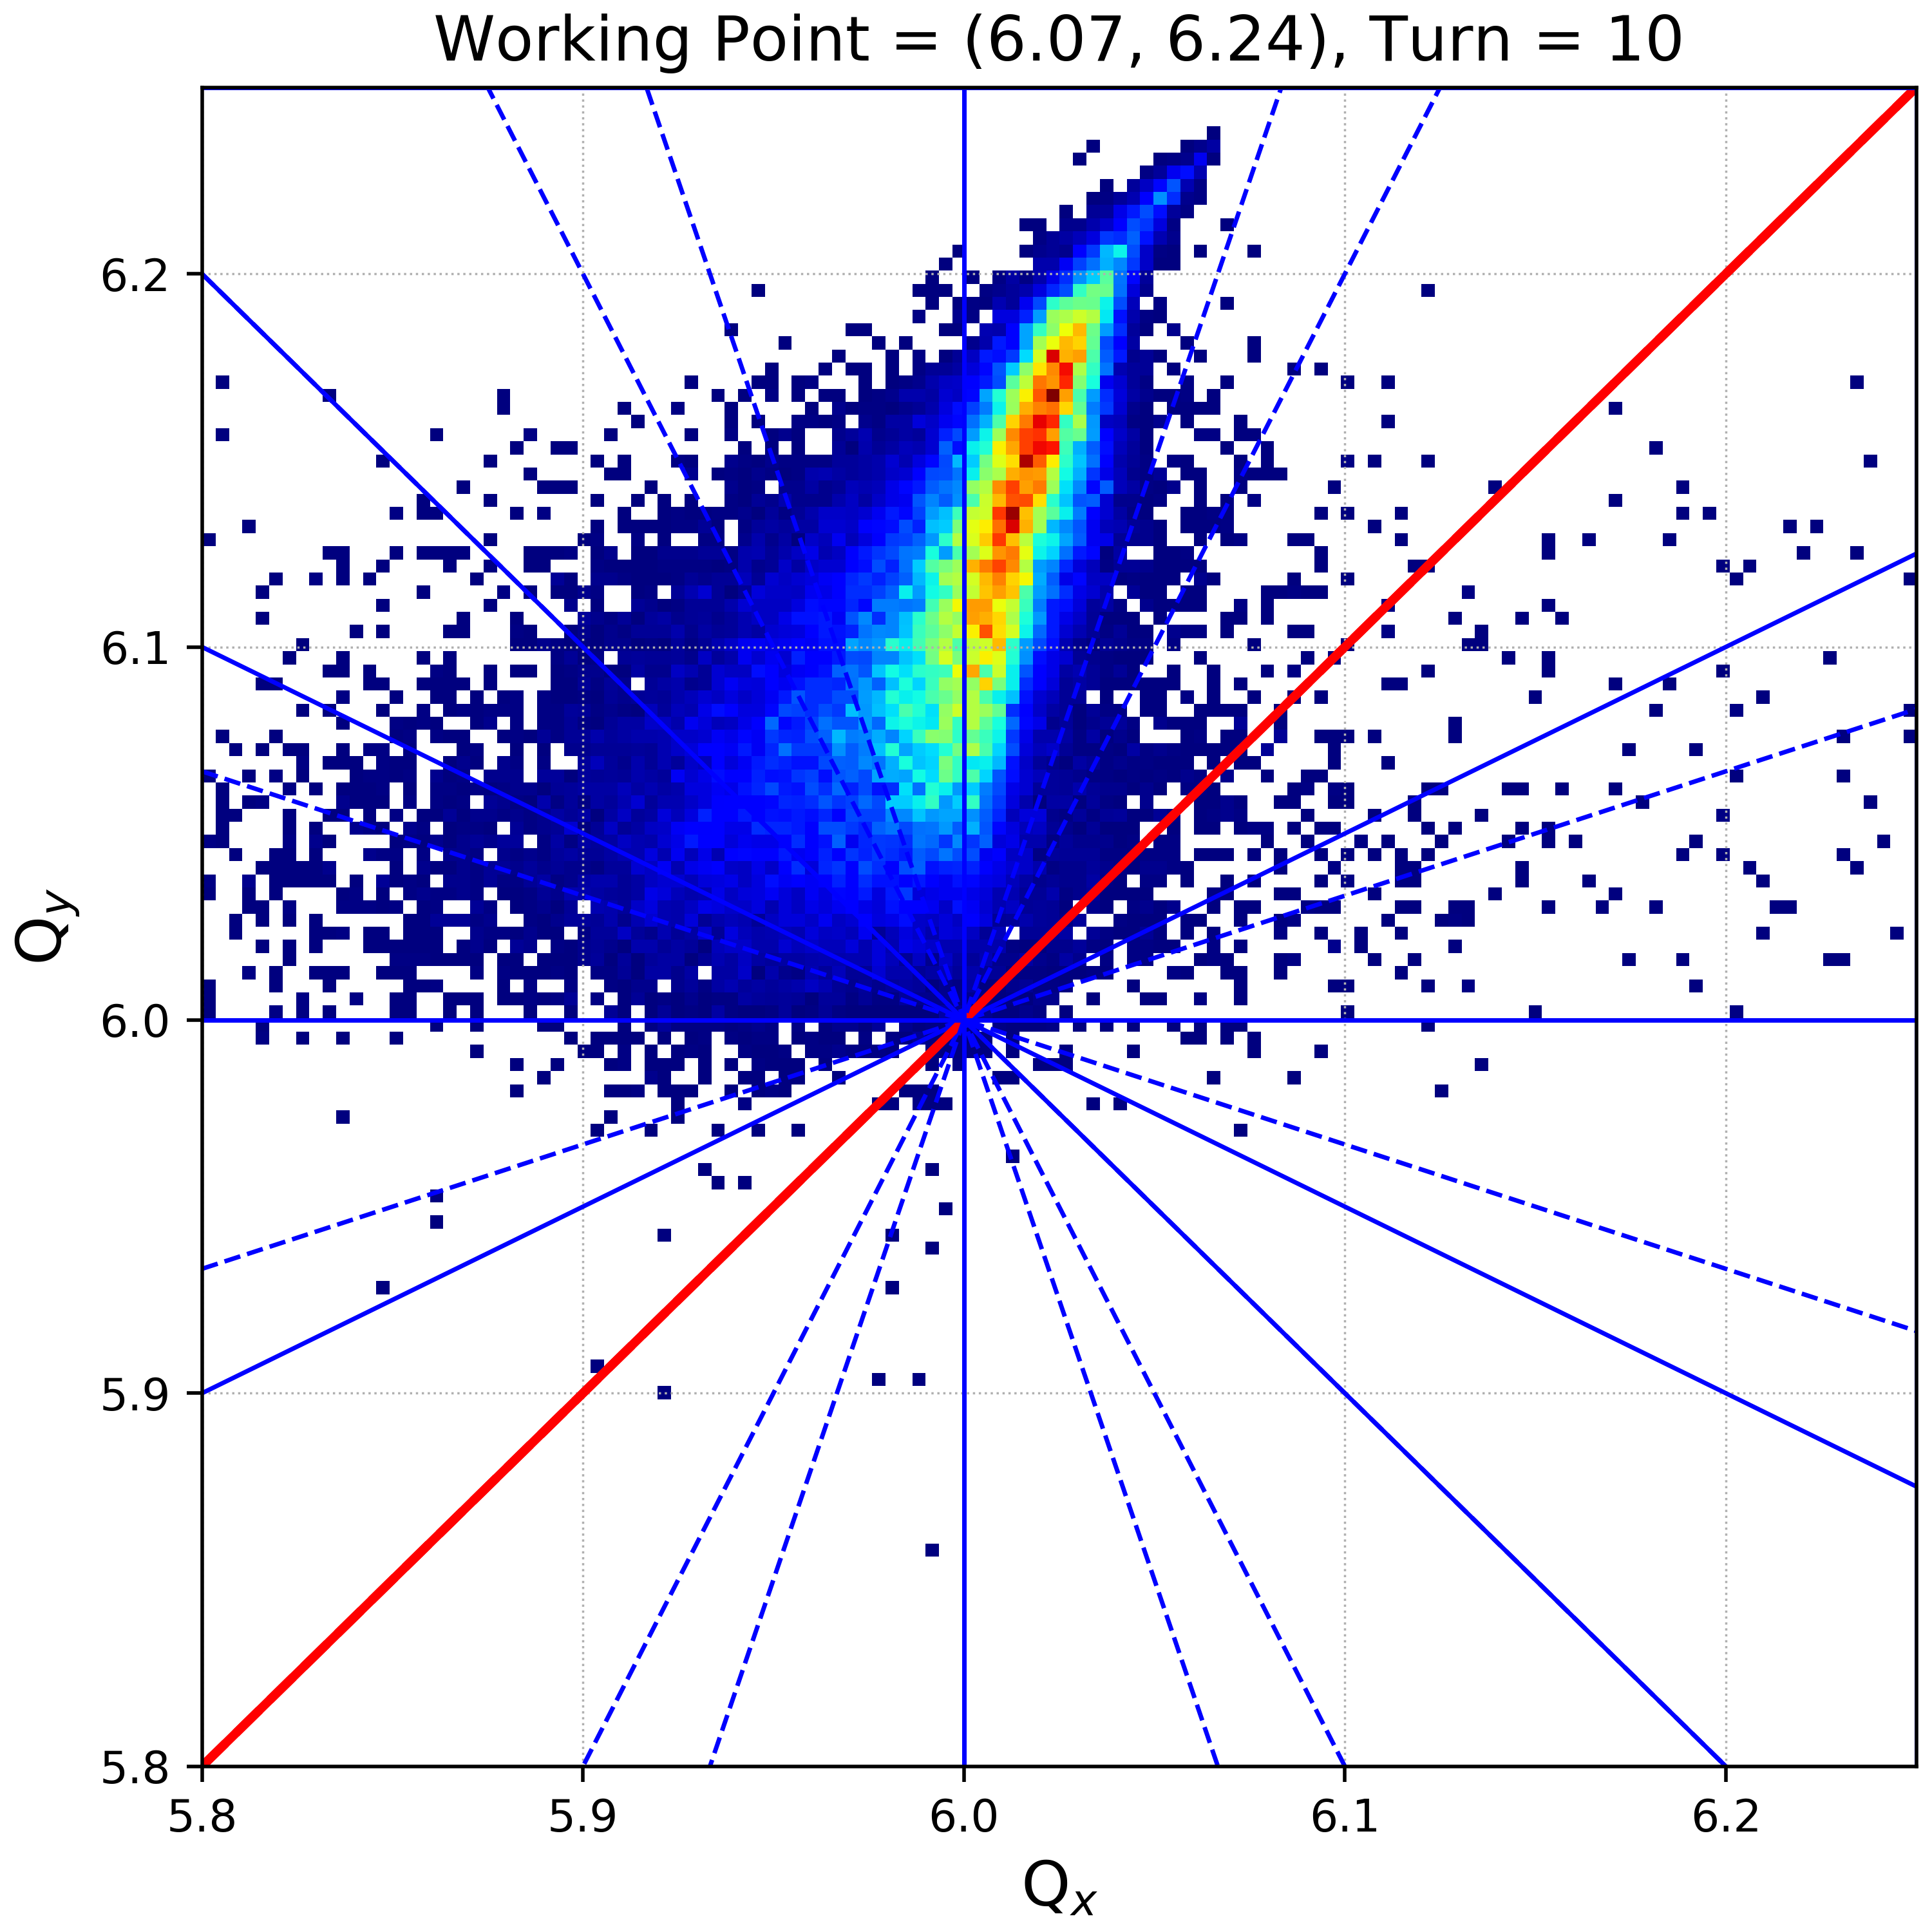 Working Point = (6.07, 6.24), Turn = 10
6.2
6.1
6.0
5.9
5.8
Qy
5.8 5.9 6.0 6.1 6.2
Qx